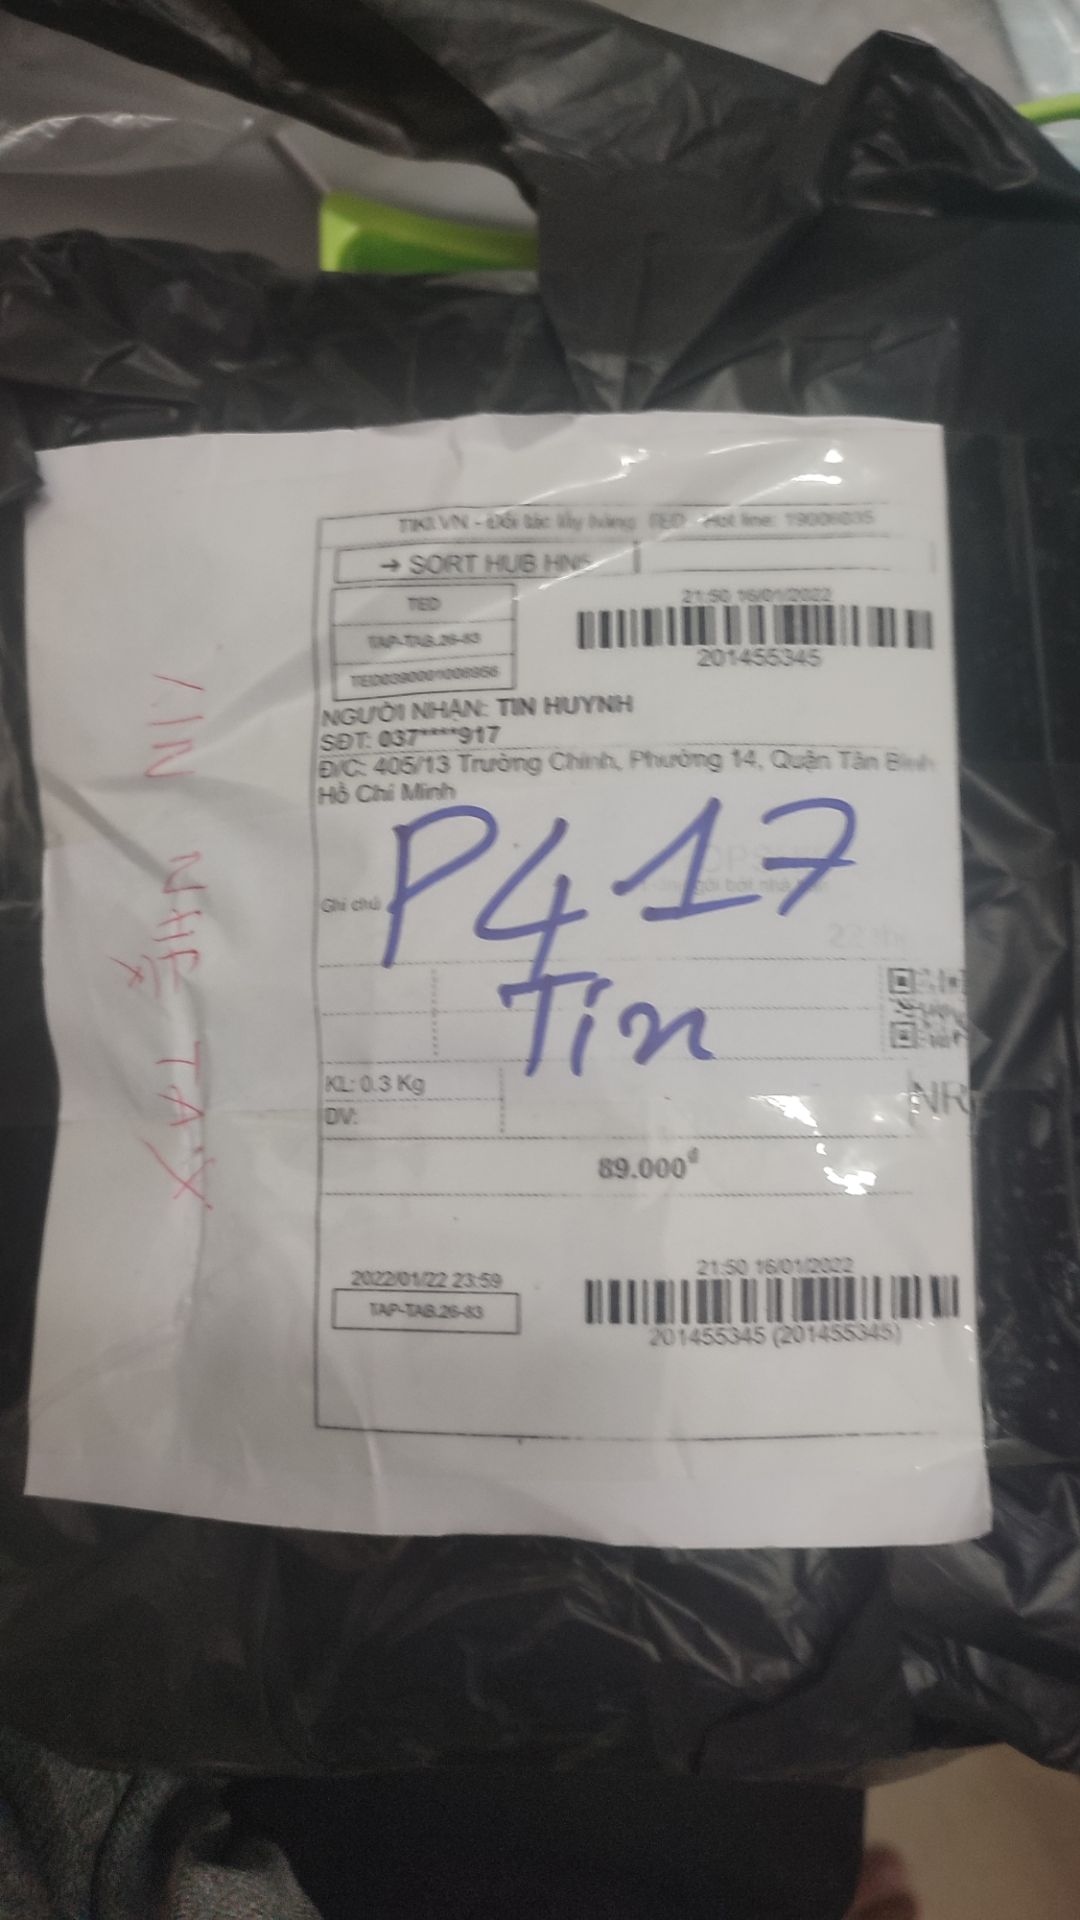 TIKI.VN - Đối tác lấy hàng TED - Hot line: 19006035
→ SORT HUB HNS
TED
TAP-TAB.26-83
21:50 16/01/2022
201455345
NGƯỜI NHẬN: TIN HUYNH
SĐT: 037****917
Đ/C: 405/13 Trường Chinh, Phường 14, Quận Tân Bình
Hồ Chí Minh
Ghi chú
P417
Tin
KL: 0.3 Kg
DV:
NR
89.000đ
2022/01/22 23:59
TAP-TAB.26-83
21:50 16/01/2022
201455345 (201455345)